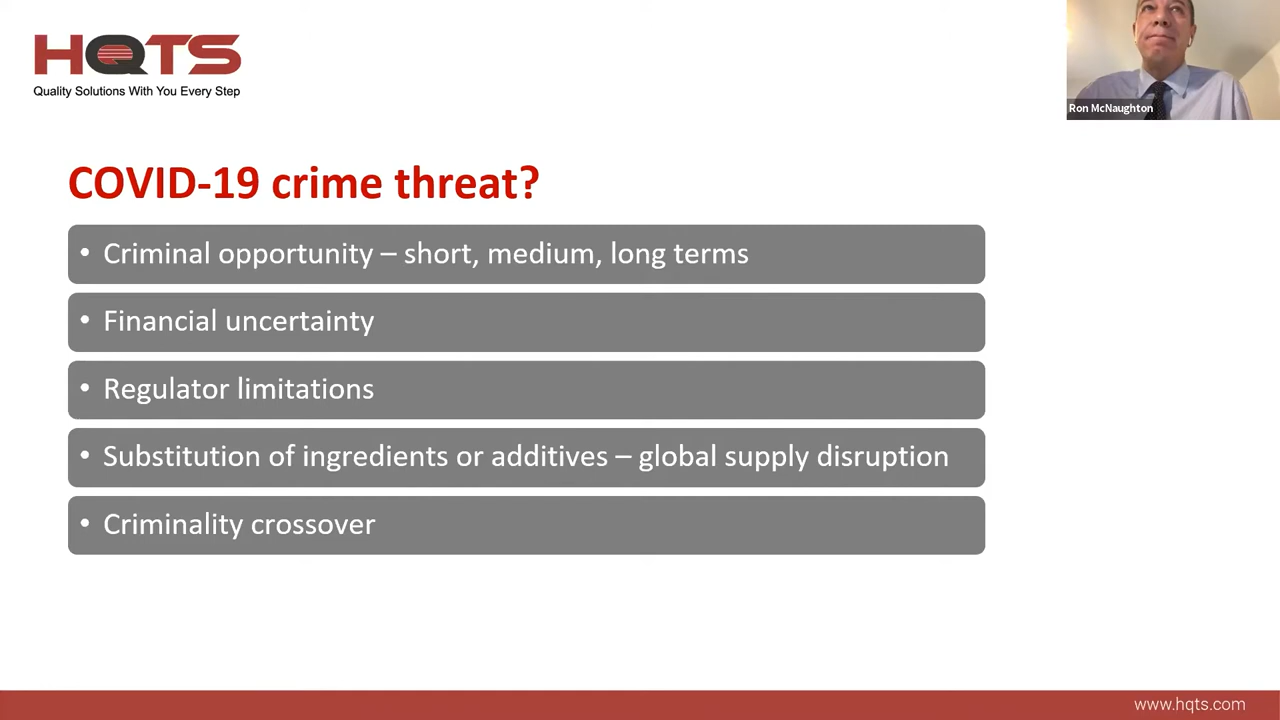 HQTS
Quality Solutions With You Every Step
Ron McNaughton
COVID-19 crime threat?
• Criminal opportunity – short, medium, long terms
• Financial uncertainty
• Regulator limitations
• Substitution of ingredients or additives – global supply disruption
• Criminality crossover
www.hqts.com